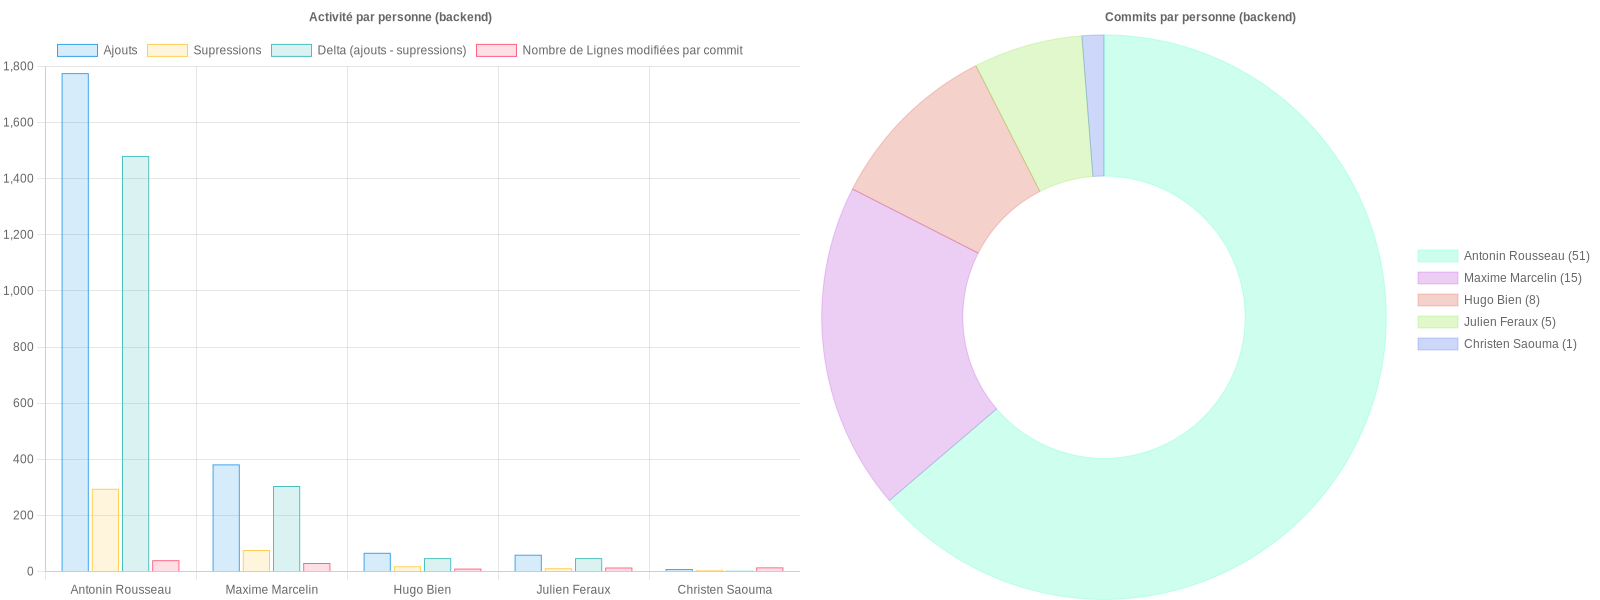 Activité par personne (backend)
Ajouts
Supressions
Delta (ajouts - supressions)
Nombre de Lignes modifiées par commit
1,800
1,600
1,400
1,200
1,000
800
600
400
200
0
Antonin Rousseau
Maxime Marcelin
Hugo Bien
Julien Feraux
Christen Saouma
Commits par personne (backend)
Antonin Rousseau (51)
Maxime Marcelin (15)
Hugo Bien (8)
Julien Feraux (5)
Christen Saouma (1)